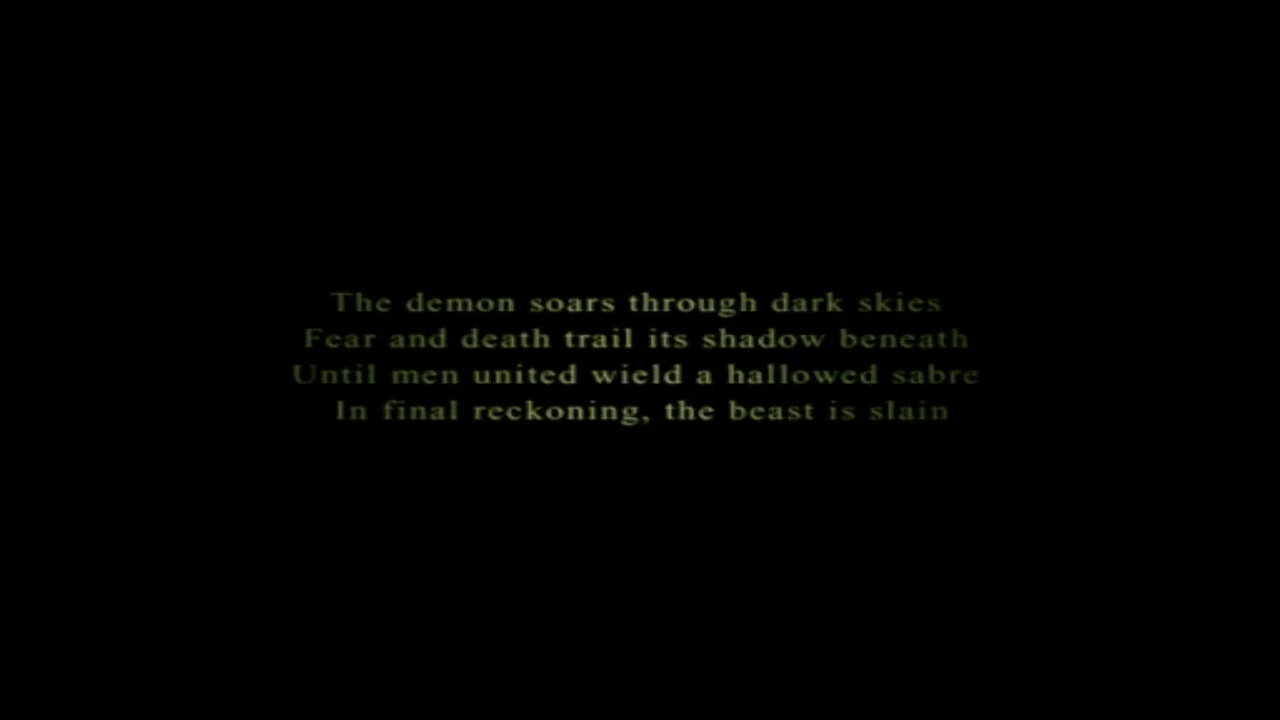 The demon soars through dark skies
Fear and death trail its shadow beneath
Until men united wield a hallowed sabre
In final reckoning, the beast is slain